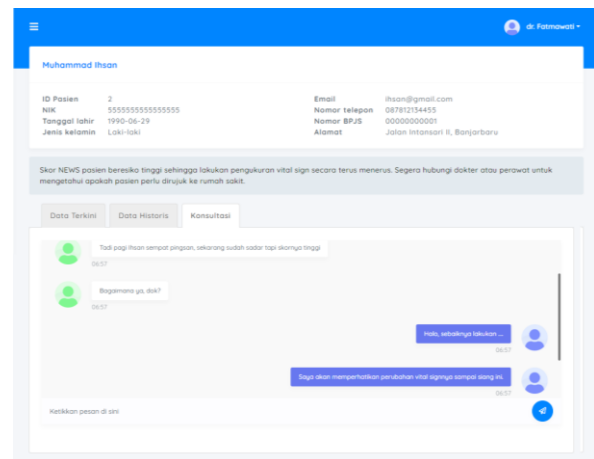 dr. Fatmawati
Muhammad Ihsan
ID Pasien 2
NIK 5555555555555555
Tanggal lahir 1990-06-29
Jenis kelamin Laki-laki
Email ihsan@gmail.com
Nomor telepon 087812134455
Nomor BPJS 00000000001
Alamat Jalan Intansari II, Banjarbaru
Skor NEWS pasien beresiko tinggi sehingga lakukan pengukuran vital sign secara terus menerus. Segera hubungi dokter atau perawat untuk
mengetahui apakah pasien perlu dirujuk ke rumah sakit.
Data Terkini Data Historis Konsultasi
Tadi pagi Ihsan sempat pingsan, sekarang sudah sadar tapi skornya tinggi
06:57
Bagaimana ya, dok?
06:57
Halo, sebaiknya lakukan ...
06:57
Saya akan memperhatikan perubahan vital signnya sampai siang ini.
06:57
Ketikkan pesan di sini